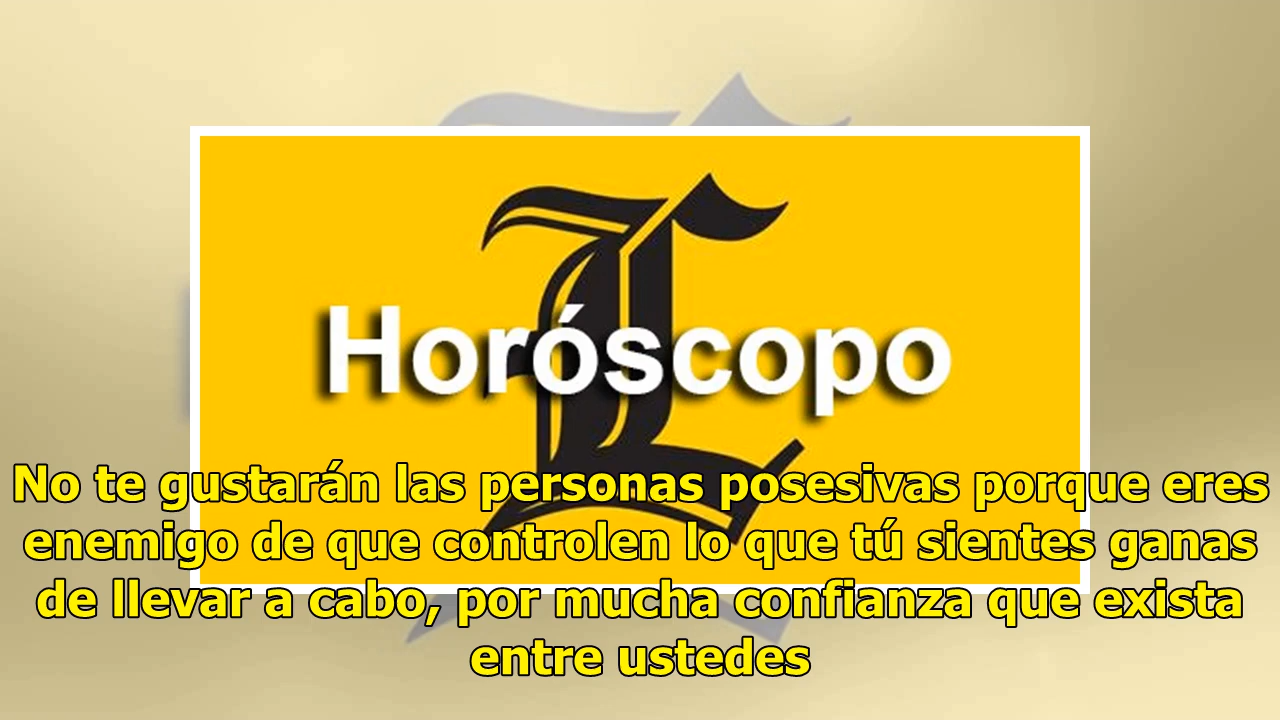 L
Horóscopo
No te gustarán las personas posesivas porque eres
enemigo de que controlen lo que tú sientes ganas
de llevar a cabo, por mucha confianza que exista
entre ustedes